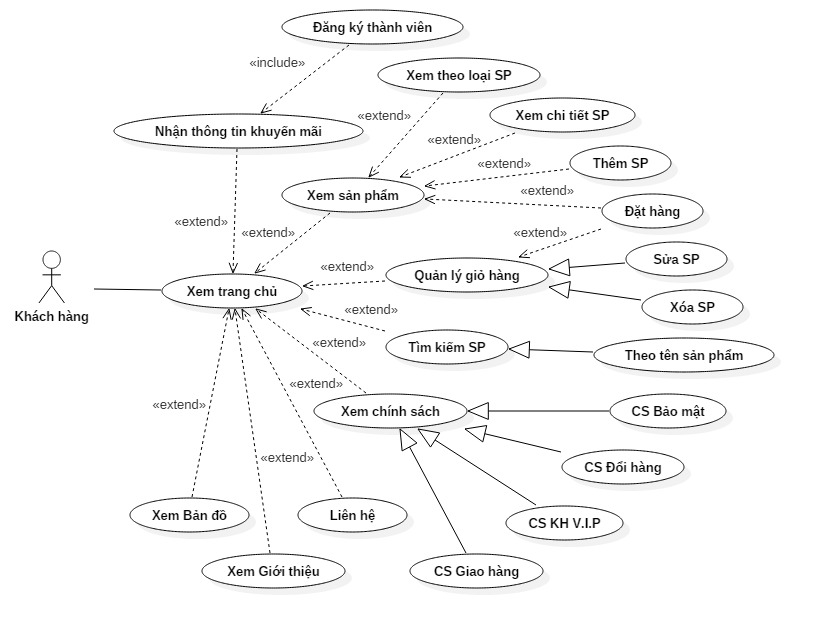 Đăng ký thành viên
«include»
Xem theo loại SP
«extend»
Xem chi tiết SP
Nhận thông tin khuyến mãi
«extend»
«extend»
Thêm SP
Xem sản phẩm
«extend»
Đặt hàng
«extend»
«extend»
«extend»
Sửa SP
Quản lý giỏ hàng
«extend»
Xem trang chủ
Xóa SP
Khách hàng
«extend»
«extend»
Tìm kiếm SP
Theo tên sản phẩm
«extend»
«extend»
Xem chính sách
CS Bảo mật
«extend»
CS Đổi hàng
Xem Bản đồ
Liên hệ
CS KH V.I.P
Xem Giới thiệu
CS Giao hàng